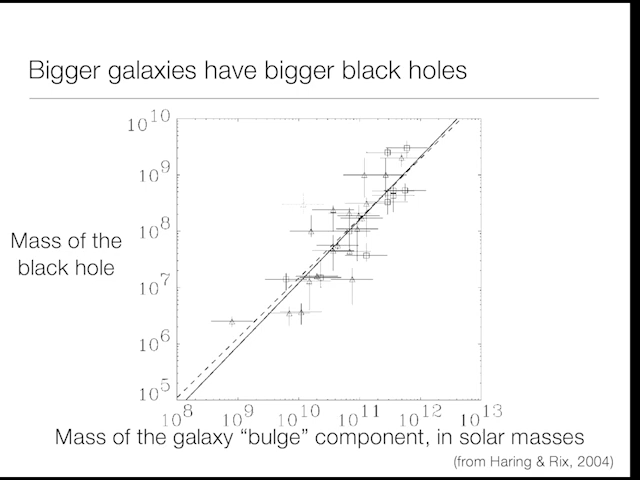 Bigger galaxies have bigger black holes
10^10
10^9
Mass of the
black hole
10^8
10^7
10^6
10^5
10^8 10^9 10^10 10^11 10^12 10^13
Mass of the galaxy “bulge” component, in solar masses
(from Haring & Rix, 2004)